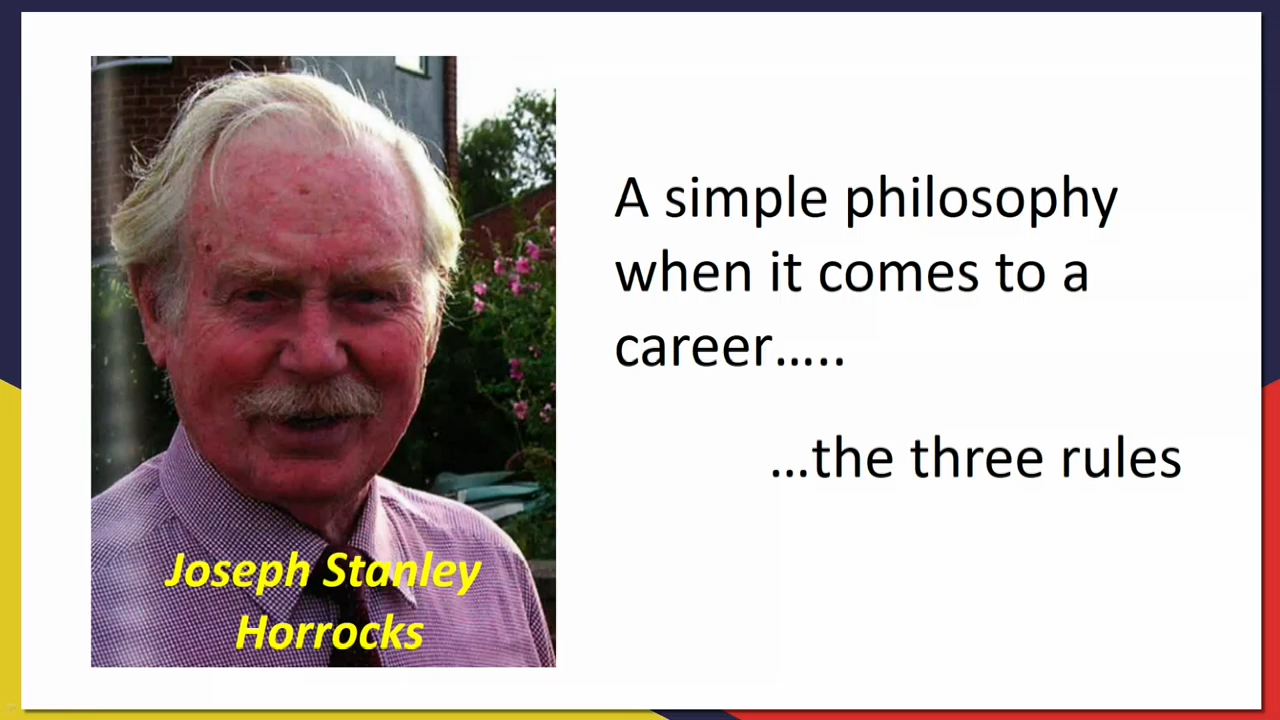 A simple philosophy
when it comes to a
career…..
…the three rules
Joseph Stanley
Horrocks